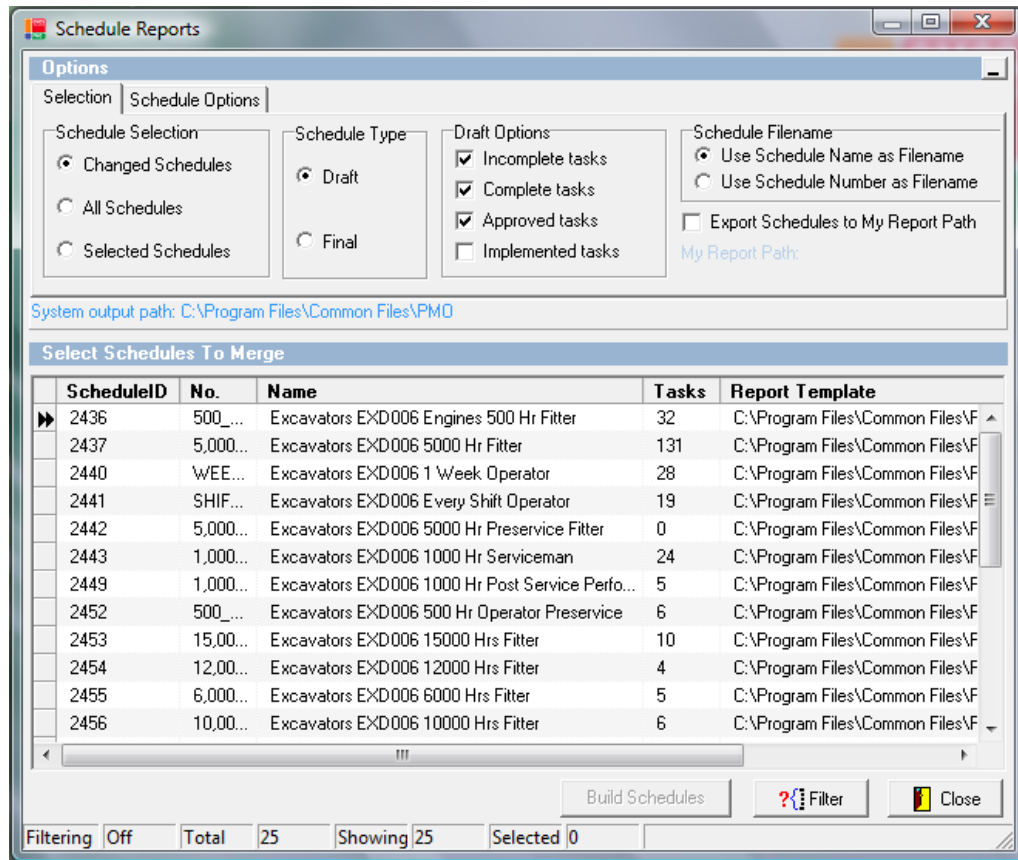 Schedule Reports
Options
Selection Schedule Options
Schedule Selection
Changed Schedules
All Schedules
Selected Schedules
Schedule Type
Draft
Final
Draft Options
Incomplete tasks
Complete tasks
Approved tasks
Implemented tasks
Schedule Filename
Use Schedule Name as Filename
Use Schedule Number as Filename
Export Schedules to My Report Path
My Report Path:
System output path: C:\Program Files\Common Files\PMO
Select Schedules To Merge
ScheduleID No. Name Tasks Report Template
2436 500_... Excavators EXD006 Engines 500 Hr Fitter 32 C:\Program Files\Common Files\F
2437 5,000... Excavators EXD006 5000 Hr Fitter 131 C:\Program Files\Common Files\F
2440 WEE... Excavators EXD006 1 Week Operator 28 C:\Program Files\Common Files\F
2441 SHIF... Excavators EXD006 Every Shift Operator 19 C:\Program Files\Common Files\F
2442 5,000... Excavators EXD006 5000 Hr Preservice Fitter 0 C:\Program Files\Common Files\F
2443 1,000... Excavators EXD006 1000 Hr Serviceman 24 C:\Program Files\Common Files\F
2449 1,000... Excavators EXD006 1000 Hr Post Service Perfo... 5 C:\Program Files\Common Files\F
2452 500_... Excavators EXD006 500 Hr Operator Preservice 6 C:\Program Files\Common Files\F
2453 15,00... Excavators EXD006 15000 Hrs Fitter 10 C:\Program Files\Common Files\F
2454 12,00... Excavators EXD006 12000 Hrs Fitter 4 C:\Program Files\Common Files\F
2455 6,000... Excavators EXD006 6000 Hrs Fitter 5 C:\Program Files\Common Files\F
2456 10,00... Excavators EXD006 10000 Hrs Fitter 6 C:\Program Files\Common Files\F
Build Schedules Filter Close
Filtering Off Total 25 Showing 25 Selected 0